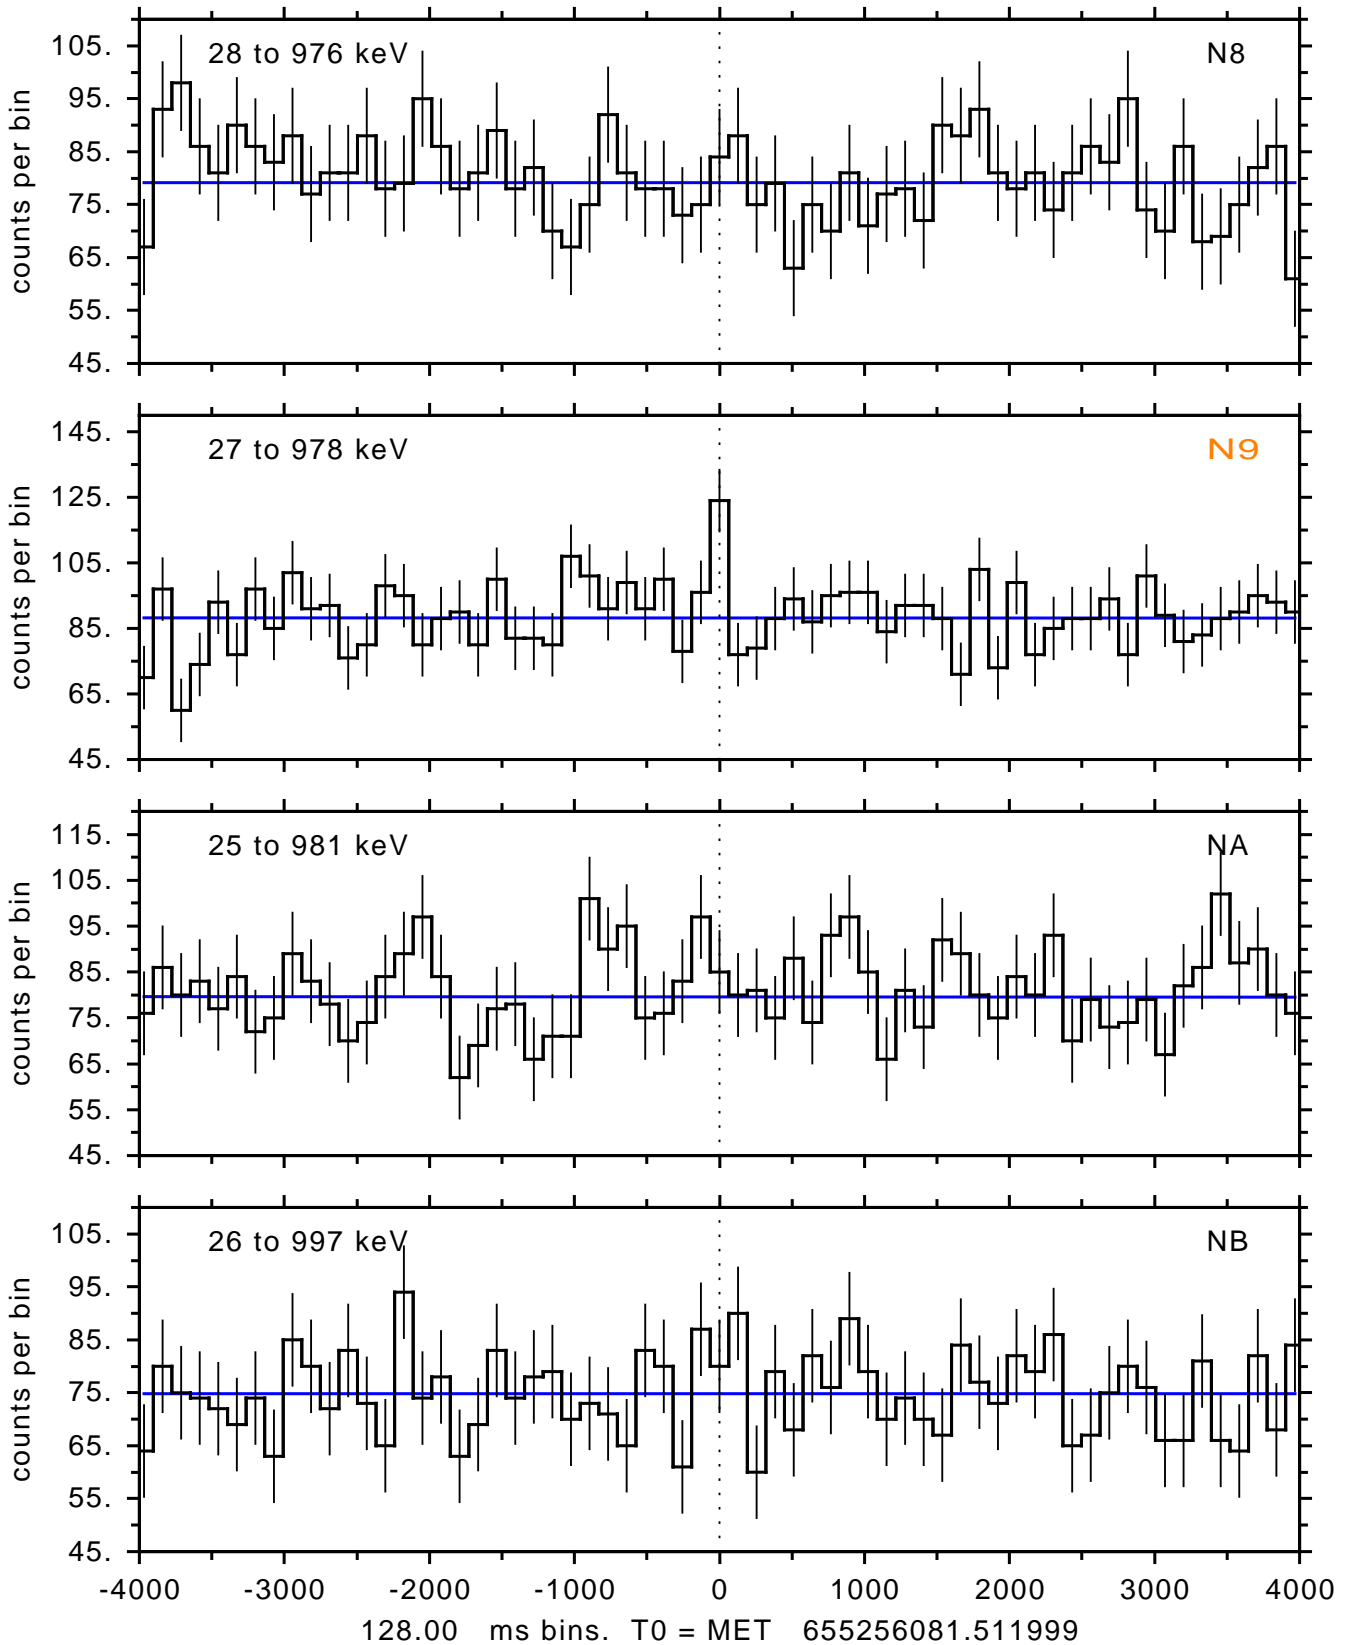 28 to 976 keV N8
105.
95.
85.
75.
65.
55.
45.
counts per bin
27 to 978 keV N9
145.
125.
105.
85.
65.
45.
counts per bin
25 to 981 keV NA
115.
105.
95.
85.
75.
65.
55.
45.
counts per bin
26 to 997 keV NB
105.
95.
85.
75.
65.
55.
45.
counts per bin
-4000 -3000 -2000 -1000 0 1000 2000 3000 4000
128.00 ms bins. T0 = MET 655256081.511999